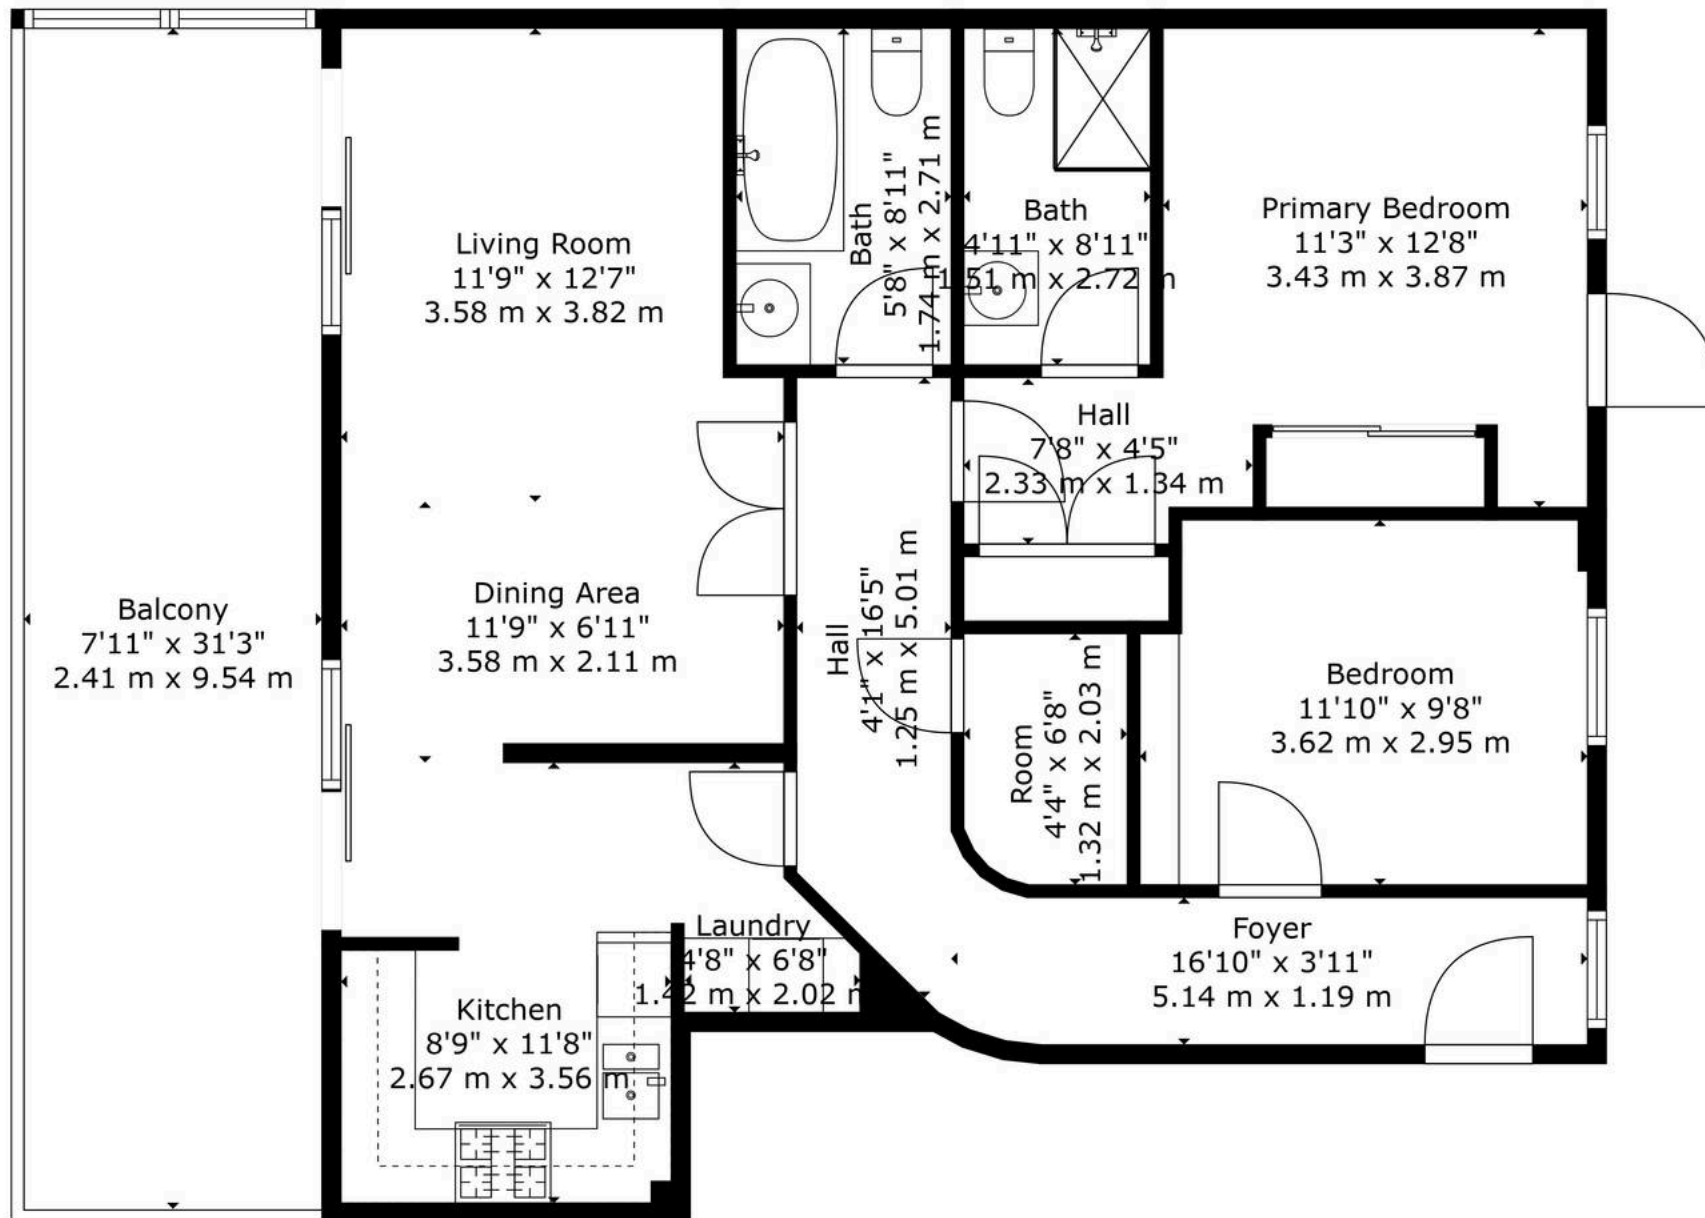 Living Room
11'9" x 12'7"
3.58 m x 3.82 m
Bath
5'8" x 8'11"
1.74 m x 2.71 m
Bath
4'11" x 8'11"
1.51 m x 2.72 m
Primary Bedroom
11'3" x 12'8"
3.43 m x 3.87 m
Hall
7'8" x 4'5"
2.33 m x 1.34 m
Balcony
7'11" x 31'3"
2.41 m x 9.54 m
Dining Area
11'9" x 6'11"
3.58 m x 2.11 m
Hall
4'1" x 16'5"
1.25 m x 5.01 m
Room
4'4" x 6'8"
1.32 m x 2.03 m
Bedroom
11'10" x 9'8"
3.62 m x 2.95 m
Laundry
4'8" x 6'8"
1.42 m x 2.02 m
Foyer
16'10" x 3'11"
5.14 m x 1.19 m
Kitchen
8'9" x 11'8"
2.67 m x 3.56 m